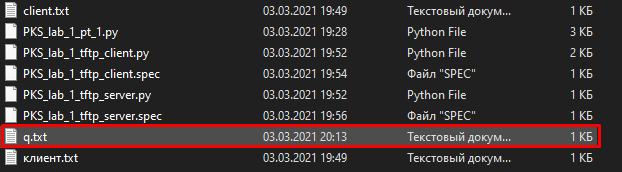 client.txt 03.03.2021 19:49 Текстовый докум... 1 КБ
PKS_lab_1_pt_1.py 03.03.2021 19:28 Python File 3 КБ
PKS_lab_1_tftp_client.py 03.03.2021 19:52 Python File 2 КБ
PKS_lab_1_tftp_client.spec 03.03.2021 19:54 Файл "SPEC" 1 КБ
PKS_lab_1_tftp_server.py 03.03.2021 19:52 Python File 1 КБ
PKS_lab_1_tftp_server.spec 03.03.2021 19:56 Файл "SPEC" 1 КБ
q.txt 03.03.2021 20:13 Текстовый докум... 1 КБ
клиент.txt 03.03.2021 19:49 Текстовый докум... 1 КБ